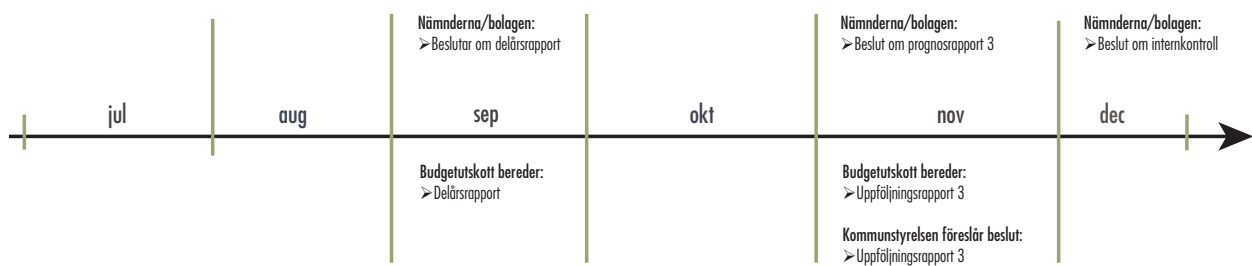 Nämnderna/bolagen:
➢Beslutar om delårsrapport
Nämnderna/bolagen:
➢Beslut om prognosrapport 3
Nämnderna/bolagen:
➢Beslut om internkontroll
jul
aug
sep
okt
nov
dec
Budgetutskott bereder:
➢Delårsrapport
Budgetutskott bereder:
➢Uppföljningsrapport 3
Kommunstyrelsen föreslår beslut:
➢Uppföljningsrapport 3